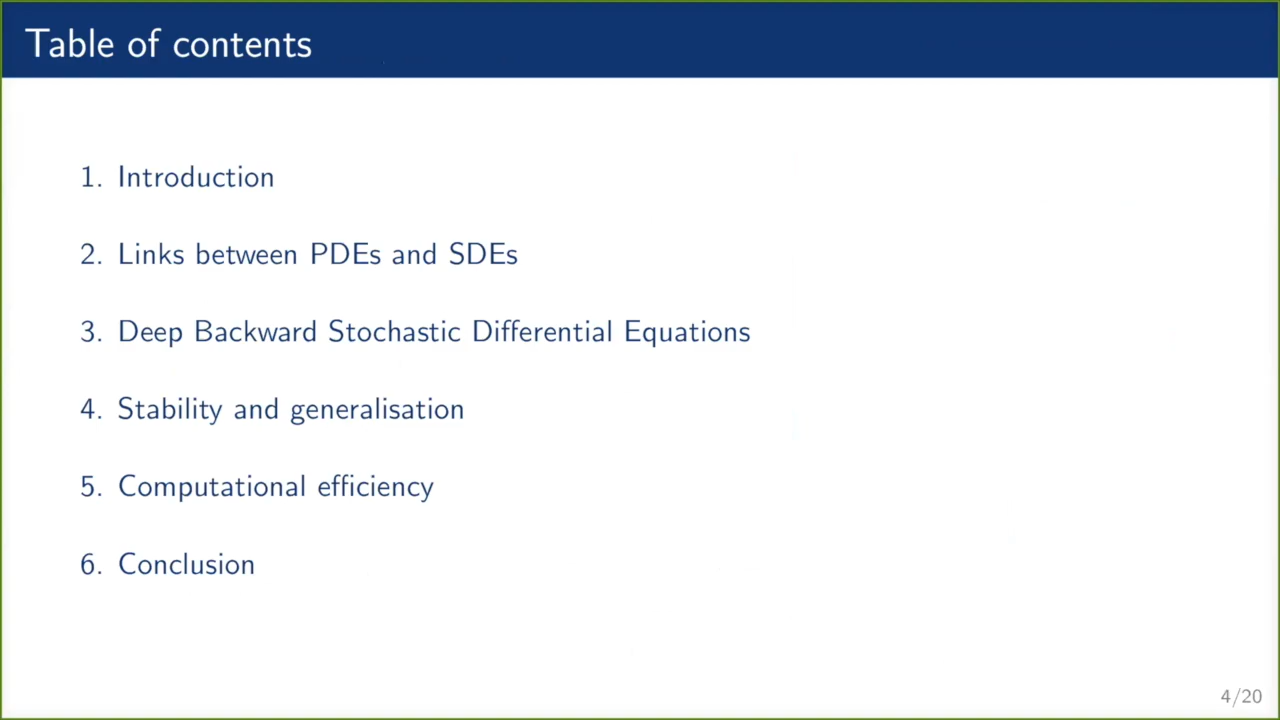 Table of contents
1. Introduction
2. Links between PDEs and SDEs
3. Deep Backward Stochastic Differential Equations
4. Stability and generalisation
5. Computational efficiency
6. Conclusion
4/20